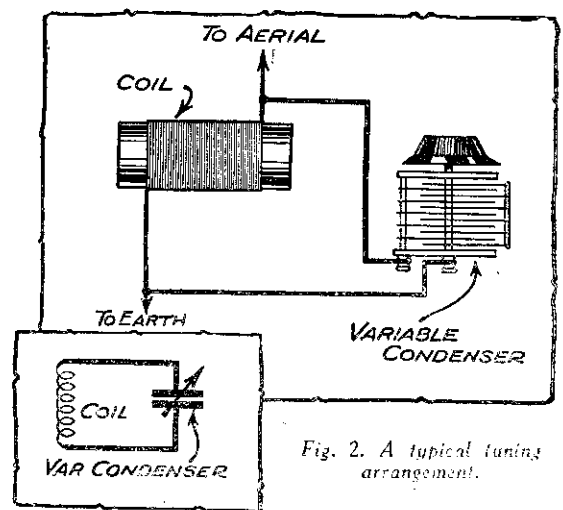 TO AERIAL
COIL
TO EARTH
VARIABLE
CONDENSER
COIL
VAR CONDENSER
Fig. 2. A typical tuning
arrangement.